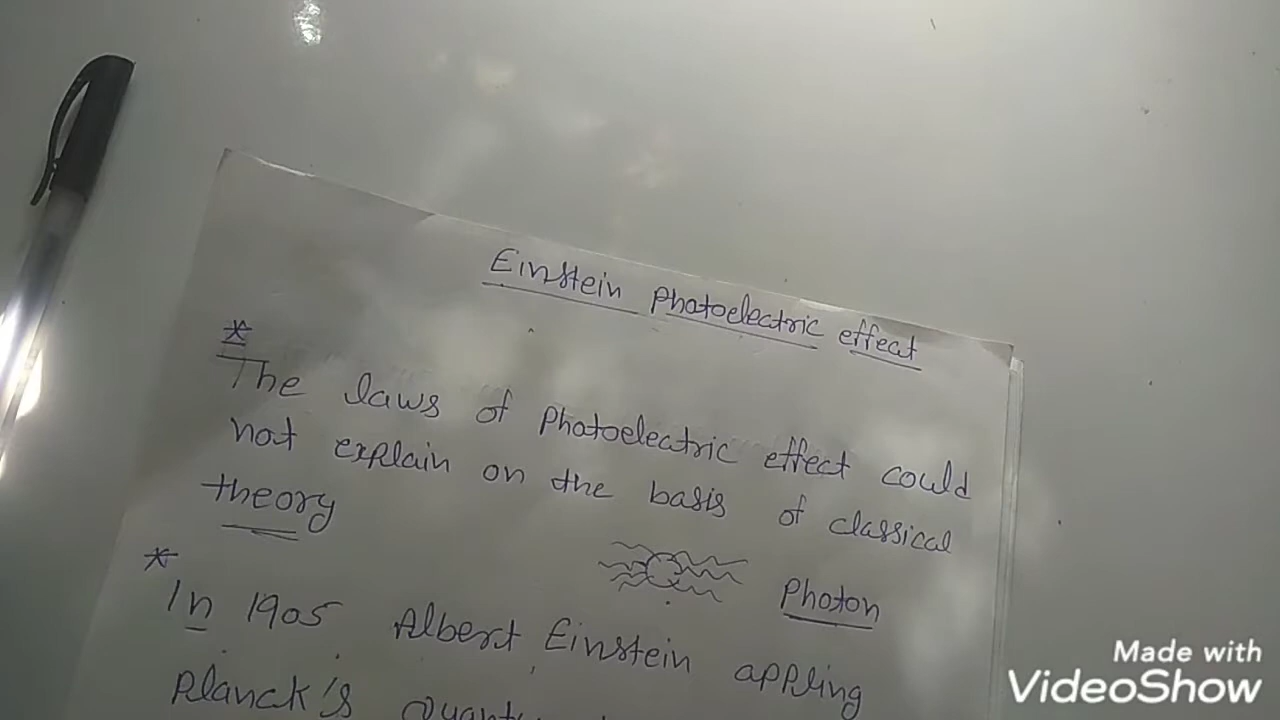 Einstein Photoelectric effect
*
The laws of Photoelectric effect could
not explain on the basis of classical
theory
Photon
*
In 1905 Albert Einstein appling
Planck's
Made with
VideoShow